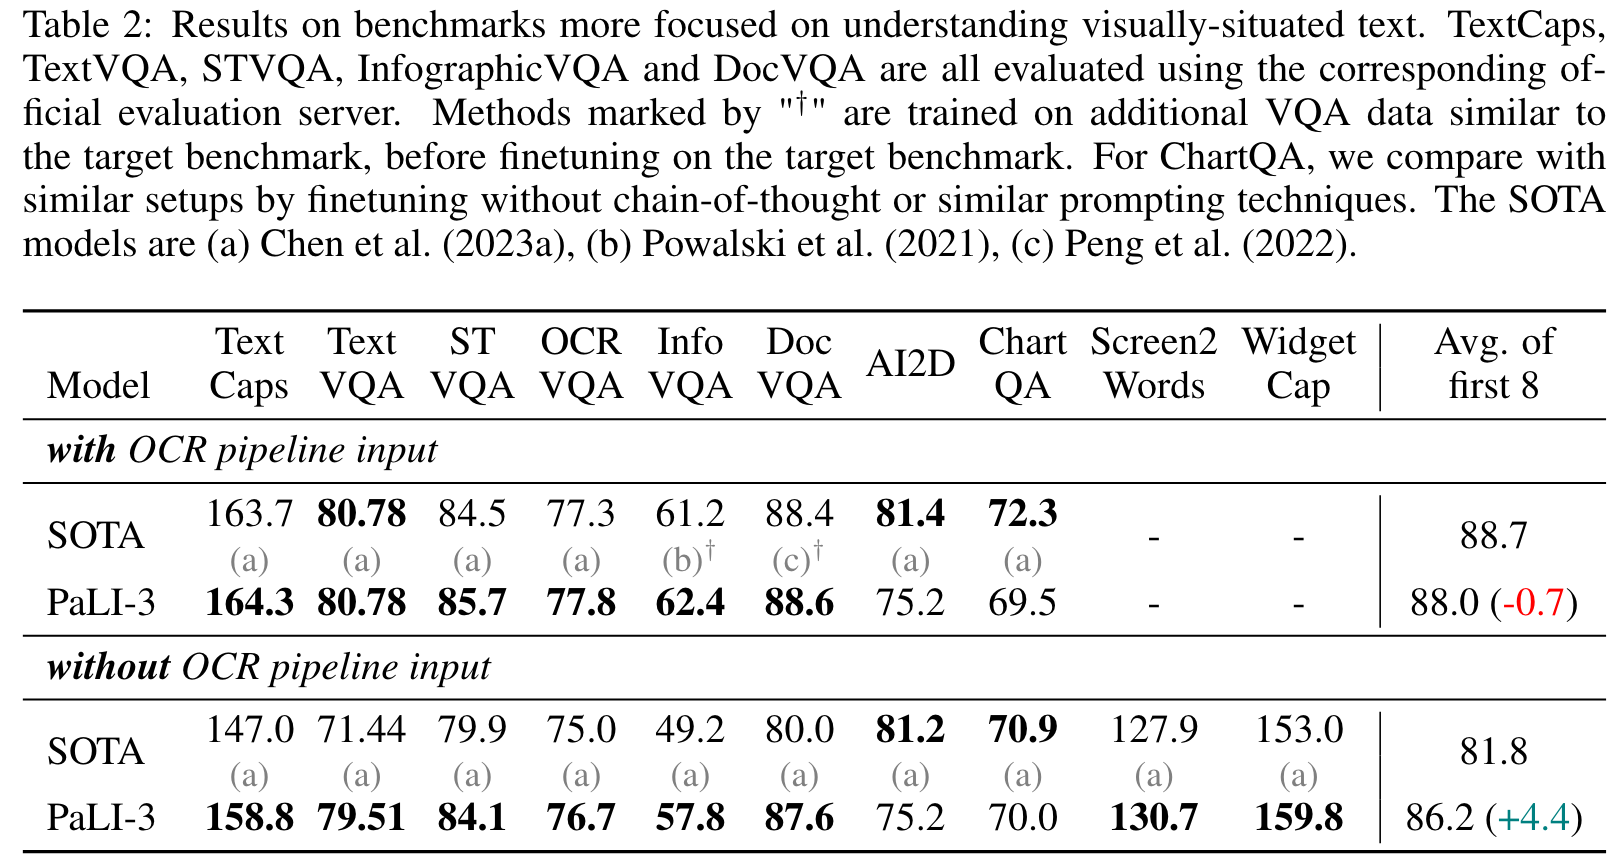 Table 2: Results on benchmarks more focused on understanding visually-situated text. TextCaps,
TextVQA, STVQA, InfographicVQA and DocVQA are all evaluated using the corresponding of-
ficial evaluation server. Methods marked by "†" are trained on additional VQA data similar to
the target benchmark, before finetuning on the target benchmark. For ChartQA, we compare with
similar setups by finetuning without chain-of-thought or similar prompting techniques. The SOTA
models are (a) Chen et al. (2023a), (b) Powalski et al. (2021), (c) Peng et al. (2022).
Text Text ST OCR Info Doc AI2D Chart Screen2 Widget Avg. of
Model Caps VQA VQA VQA VQA VQA QA Words Cap first 8
with OCR pipeline input
SOTA 163.7 80.78 84.5 77.3 61.2 88.4 81.4 72.3 - - 88.7
(a) (a) (a) (a) (b)† (c)† (a) (a)
PaLI-3 164.3 80.78 85.7 77.8 62.4 88.6 75.2 69.5 - - 88.0 (-0.7)
without OCR pipeline input
SOTA 147.0 71.44 79.9 75.0 49.2 80.0 81.2 70.9 127.9 153.0 81.8
(a) (a) (a) (a) (a) (a) (a) (a) (a) (a)
PaLI-3 158.8 79.51 84.1 76.7 57.8 87.6 75.2 70.0 130.7 159.8 86.2 (+4.4)